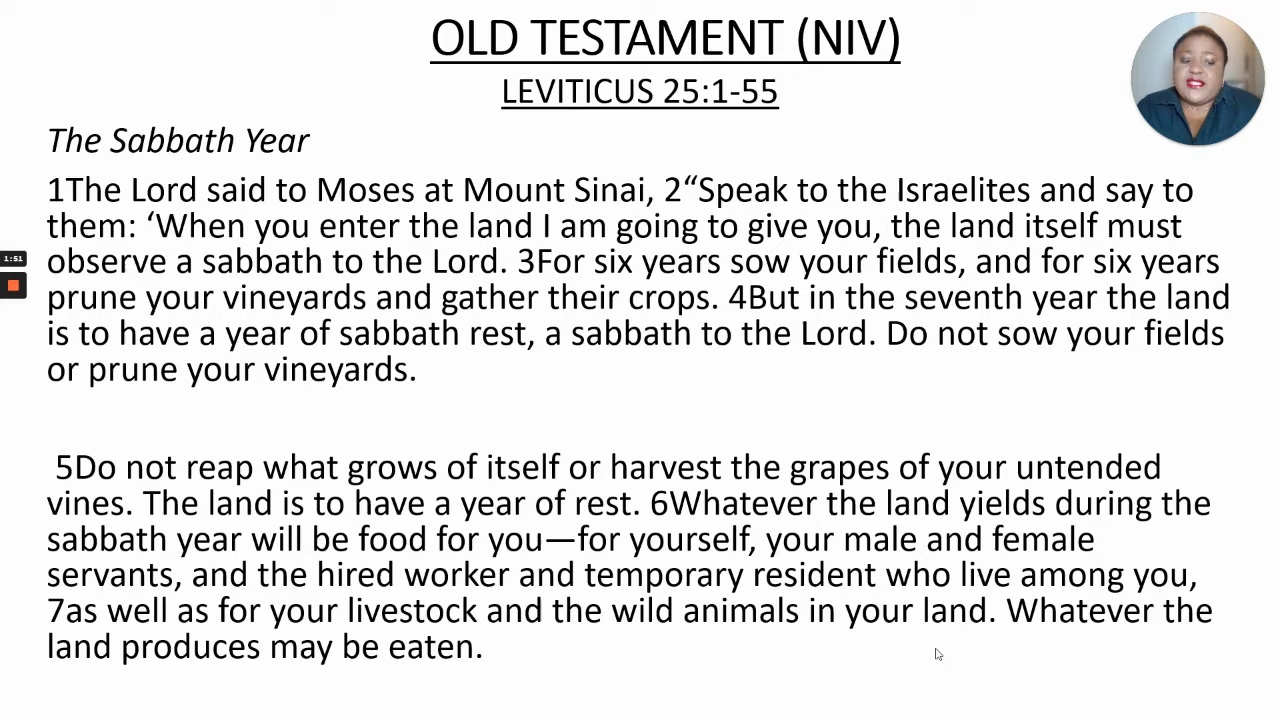 OLD TESTAMENT (NIV)
LEVITICUS 25:1-55
The Sabbath Year
1The Lord said to Moses at Mount Sinai, 2“Speak to the Israelites and say to
them: ‘When you enter the land I am going to give you, the land itself must
observe a sabbath to the Lord. 3For six years sow your fields, and for six years
prune your vineyards and gather their crops. 4But in the seventh year the land
is to have a year of sabbath rest, a sabbath to the Lord. Do not sow your fields
or prune your vineyards.
5Do not reap what grows of itself or harvest the grapes of your untended
vines. The land is to have a year of rest. 6Whatever the land yields during the
sabbath year will be food for you—for yourself, your male and female
servants, and the hired worker and temporary resident who live among you,
7as well as for your livestock and the wild animals in your land. Whatever the
land produces may be eaten.
1:51